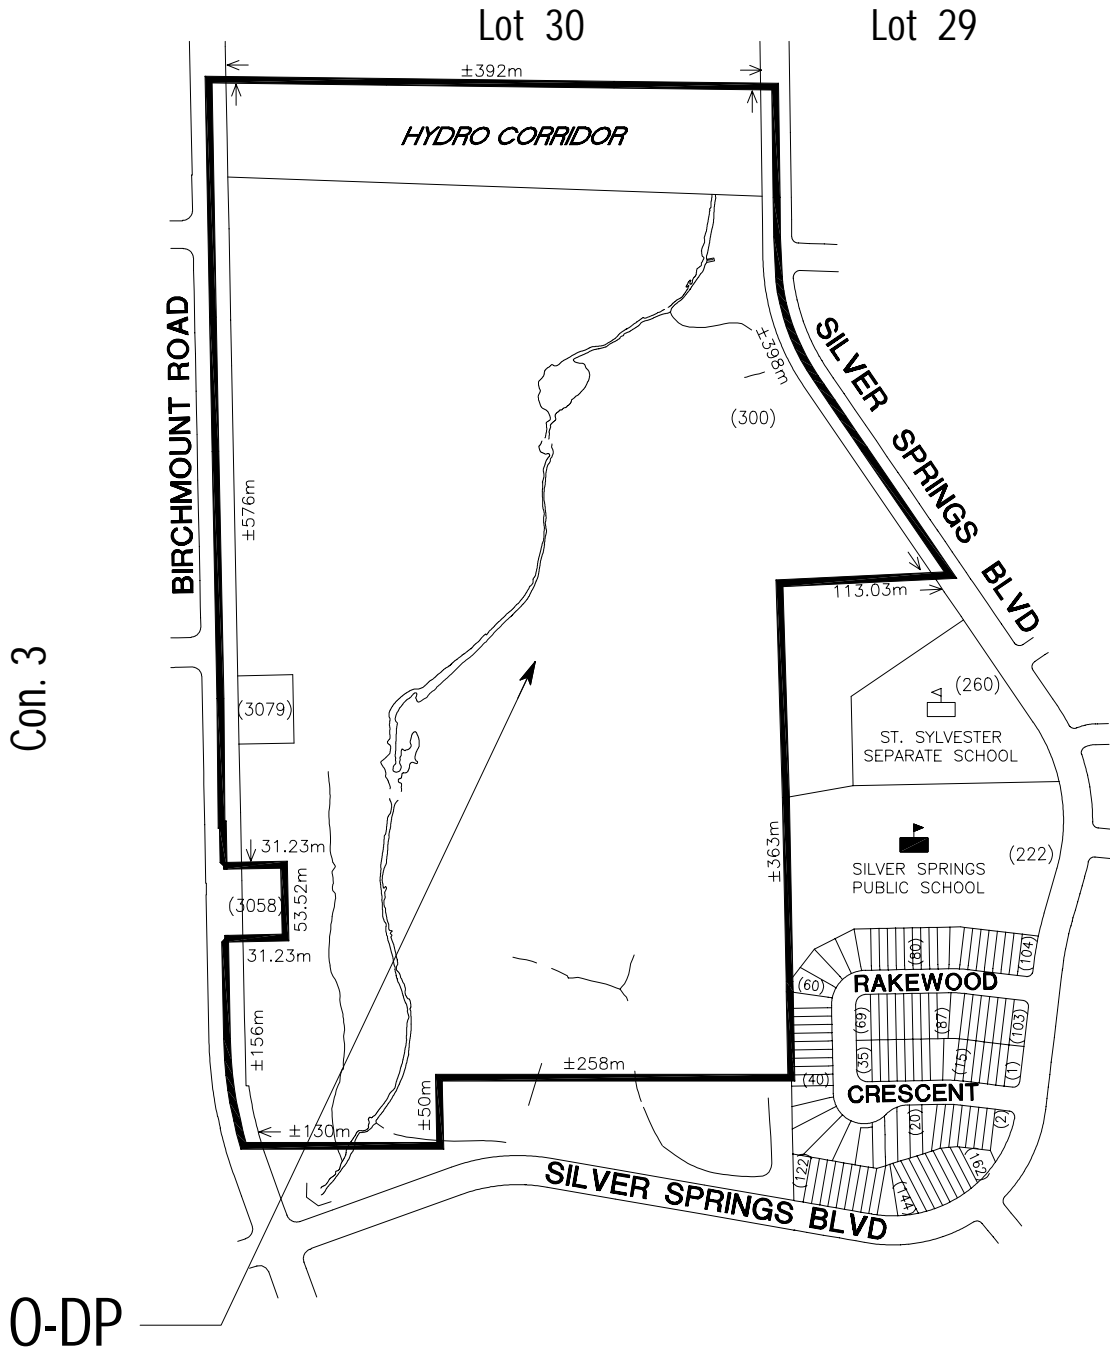 Lot 30
Lot 29
±392m
HYDRO CORRIDOR
BIRCHMOUNT ROAD
SILVER SPRINGS BLVD
±398m
(300)
±576m
113.03m
Con. 3
(3079)
(260)
ST. SYLVESTER
SEPARATE SCHOOL
±363m
31.23m
(3058)
53.52m
31.23m
SILVER SPRINGS
PUBLIC SCHOOL
(222)
(80)
(104)
(60)
RAKEWOOD
(69)
(87)
(103)
(35)
(15)
(1)
(40)
CRESCENT
(20)
(2)
(122)
(144)
(162)
±156m
±258m
±50m
±130m
SILVER SPRINGS BLVD
O-DP